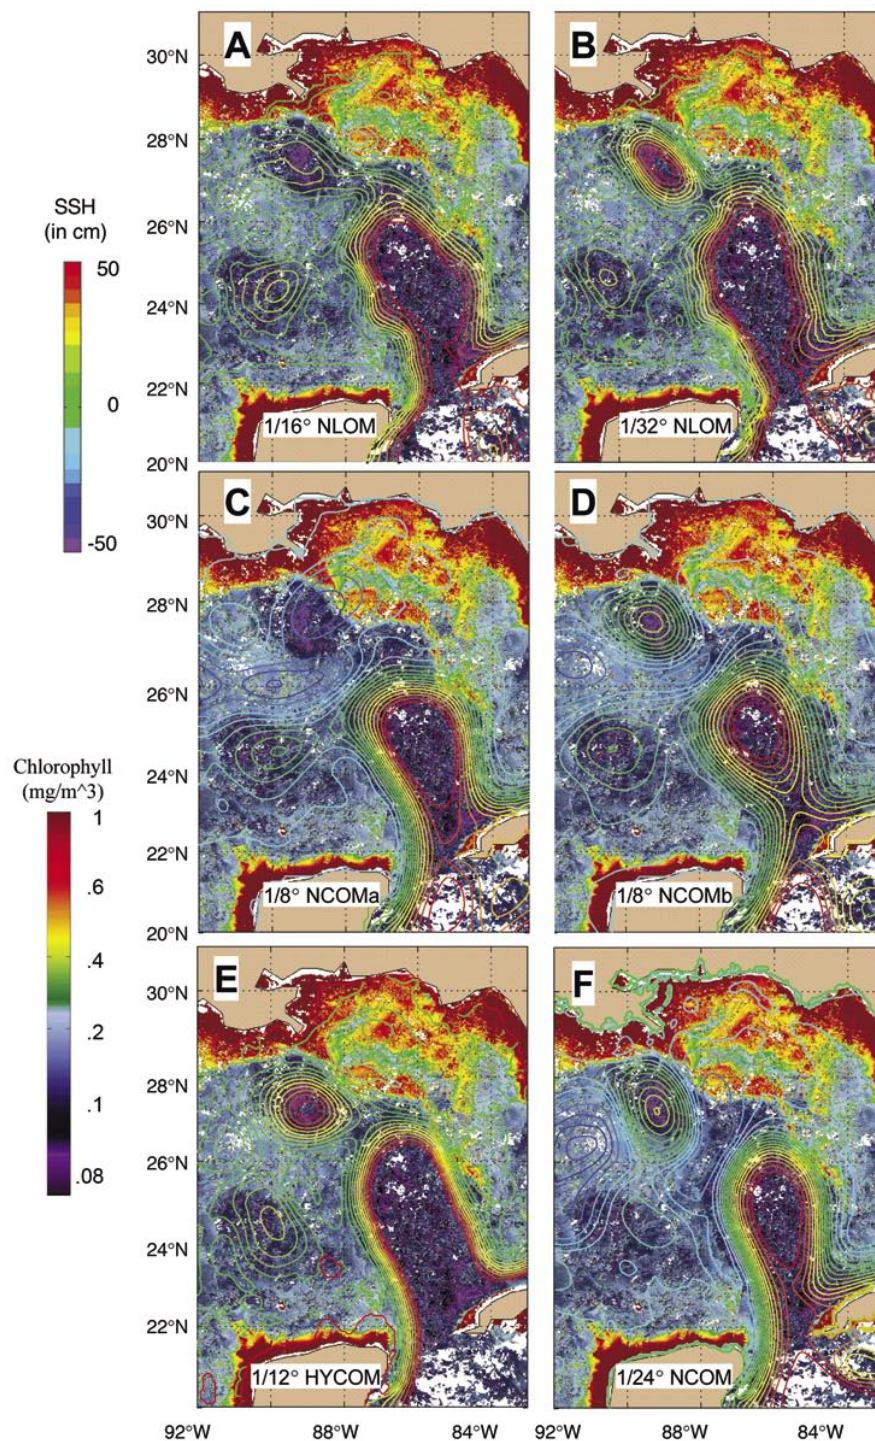 A
B
30°N
28°N
26°N
24°N
22°N
20°N
SSH
(in cm)
50
0
-50
1/16° NLOM
1/32° NLOM
C
D
30°N
28°N
26°N
24°N
22°N
20°N
Chlorophyll
(mg/m^3)
1
.6
.4
.2
.1
.08
1/8° NCOMa
1/8° NCOMb
E
F
30°N
28°N
26°N
24°N
22°N
1/12° HYCOM
1/24° NCOM
92°W 88°W 84°W 92°W 88°W 84°W